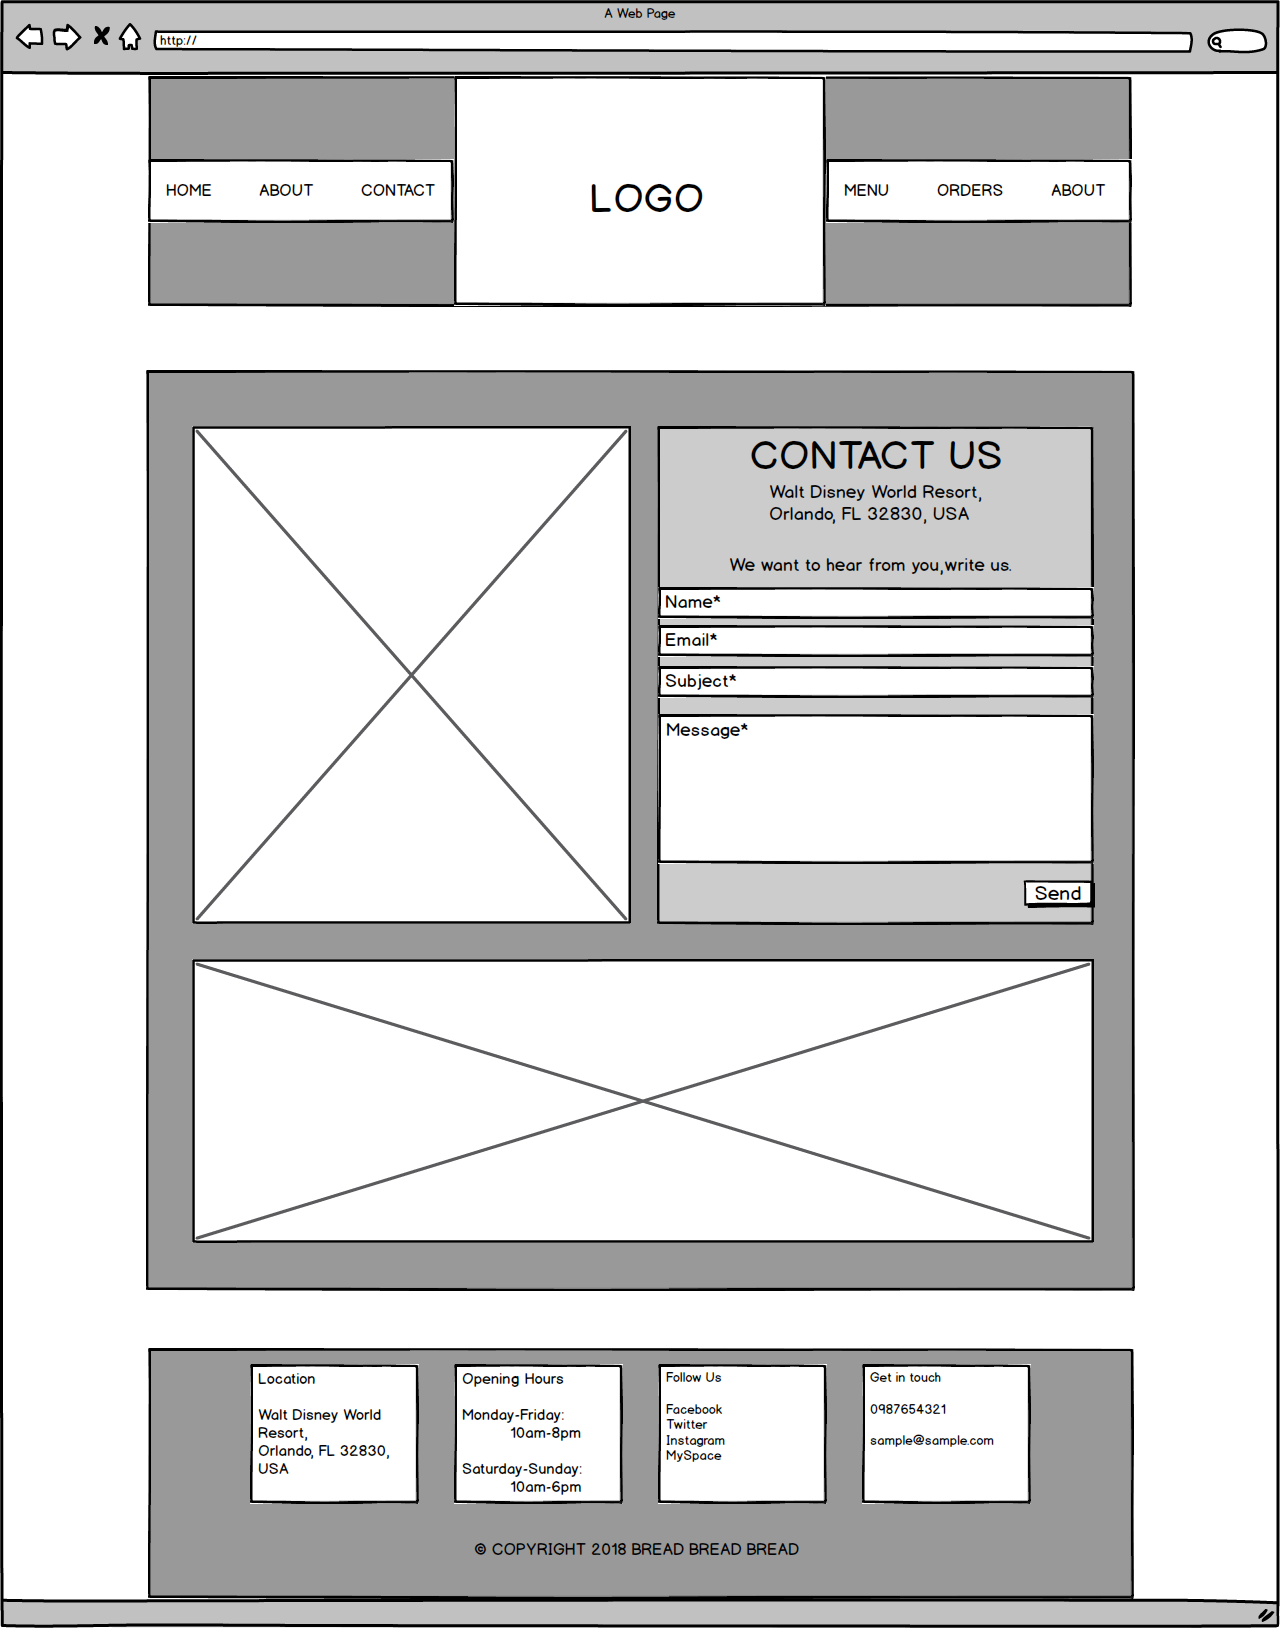 A Web Page
http://
HOME ABOUT CONTACT
LOGO
MENU ORDERS ABOUT
CONTACT US
Walt Disney World Resort,
Orlando, FL 32830, USA
We want to hear from you,write us.
Name*
Email*
Subject*
Message*
Send
Location
Walt Disney World
Resort,
Orlando, FL 32830,
USA
Opening Hours
Monday-Friday:
10am-8pm
Saturday-Sunday:
10am-6pm
Follow Us
Facebook
Twitter
Instagram
MySpace
Get in touch
0987654321
sample@sample.com
© COPYRIGHT 2018 BREAD BREAD BREAD